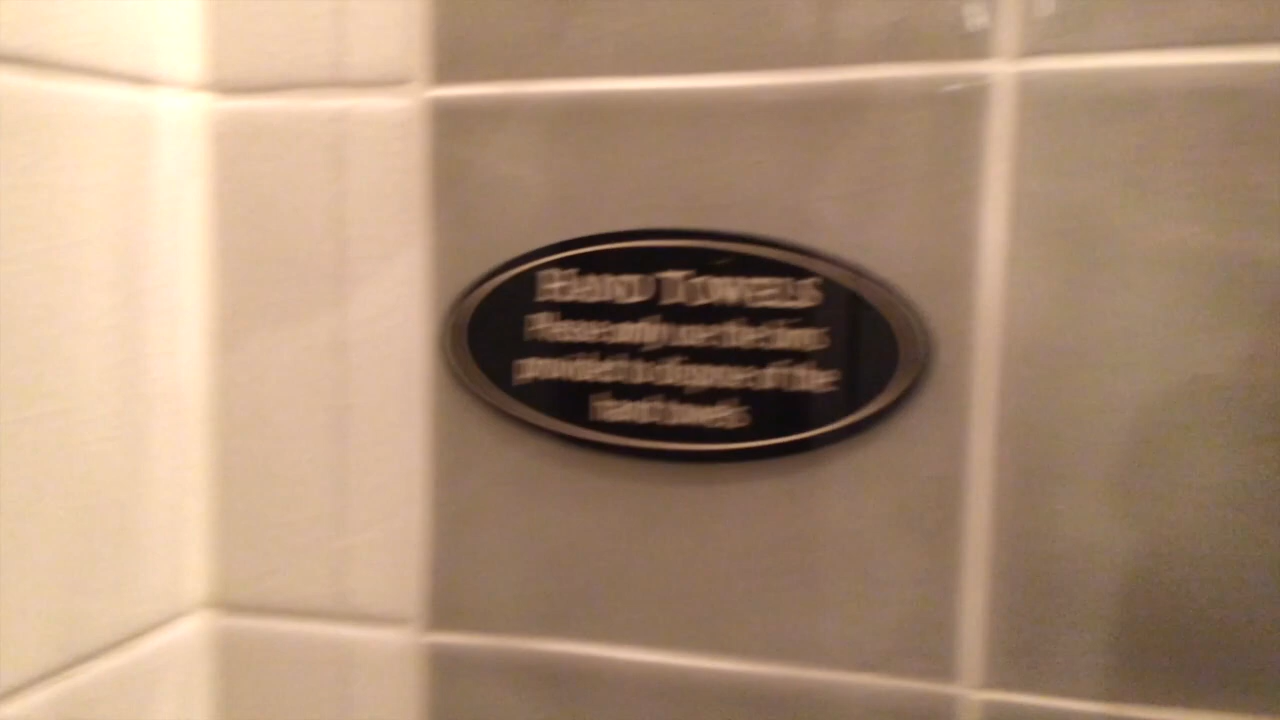 HAND TOWELS
Please only use the bins
provided to dispose of the
hand towels